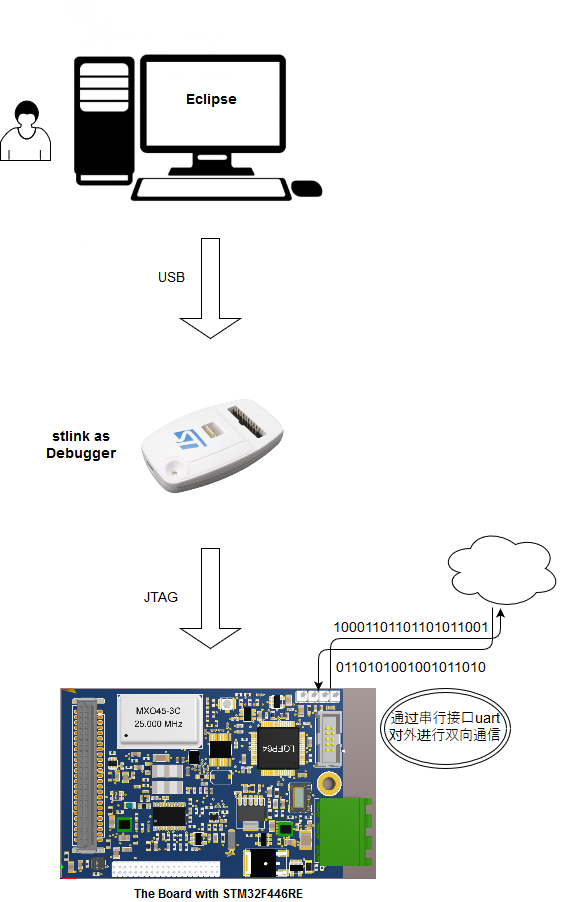 Eclipse
USB
stlink as
Debugger
JTAG
10001101101101011001
0110101001001011010
通过串行接口uart
对外进行双向通信
MXO45-3C
25.000 MHz
LQFP64
The Board with STM32F446RE